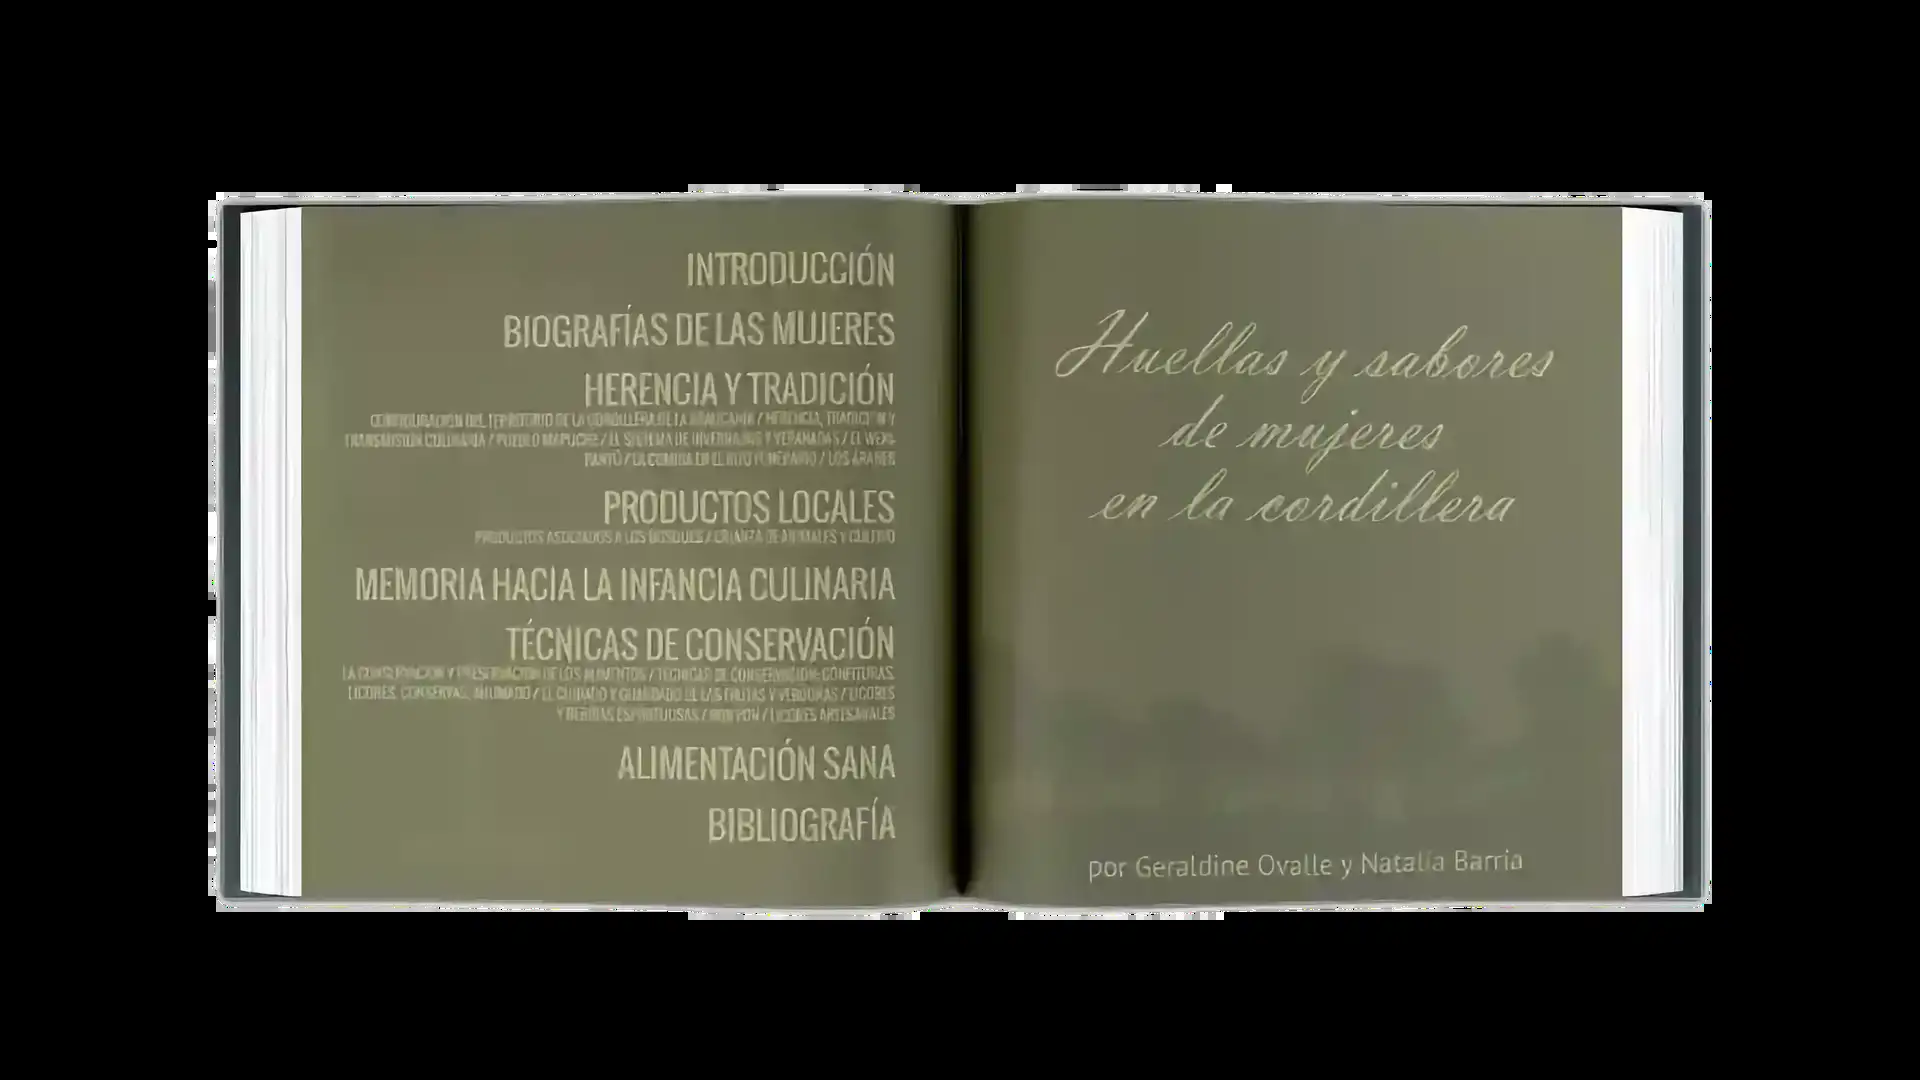 INTRODUCCIÓN
BIOGRAFÍAS DE LAS MUJERES
HERENCIA Y TRADICIÓN
CONFIGURACIÓN DEL TERRITORIO DE LA CORDILLERA DE LA ARAUCANÍA / HERENCIA, TRADICIÓN Y
TRANSMISIÓN CULINARIA / PUEBLO MAPUCHE / EL SISTEMA DE INVERNADAS Y VERANADAS / EL
LA COMIDA EN EL RITO FUNERARIO / LOS ÁRABES
PRODUCTOS LOCALES
PRODUCTOS ASOCIADOS A LOS BOSQUES / CRIANZA DE ANIMALES Y CULTIVO
MEMORIA HACIA LA INFANCIA CULINARIA
TÉCNICAS DE CONSERVACIÓN
LA CONSERVACIÓN Y PRESERVACIÓN DE LOS ALIMENTOS / TÉCNICAS DE CONSERVACIÓN: CONFITURAS,
LICORES, CONSERVAS, AHUMADO / EL CUIDADO Y GUARDADO DE LAS FRUTAS Y VERDURAS / LICORES
Y BEBIDAS ESPIRITUOSAS / / LICORES ARTESANALES
ALIMENTACIÓN SANA
BIBLIOGRAFÍA
Huellas y sabores
de mujeres
en la cordillera
por Geraldine Ovalle y Natalia Barria